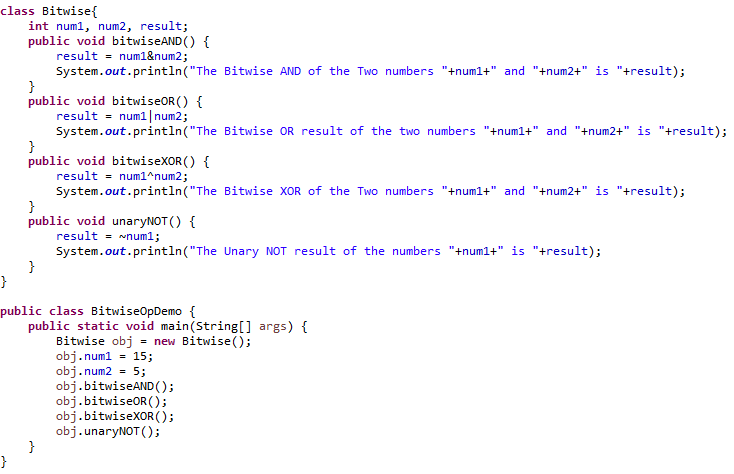 class Bitwise{
    int num1, num2, result;
    public void bitwiseAND() {
        result = num1&num2;
        System.out.println("The Bitwise AND of the Two numbers "+num1+" and "+num2+" is "+result);
    }
    public void bitwiseOR() {
        result = num1|num2;
        System.out.println("The Bitwise OR result of the two numbers "+num1+" and "+num2+" is "+result);
    }
    public void bitwiseXOR() {
        result = num1^num2;
        System.out.println("The Bitwise XOR of the Two numbers "+num1+" and "+num2+" is "+result);
    }
    public void unaryNOT() {
        result = ~num1;
        System.out.println("The Unary NOT result of the numbers "+num1+" is "+result);
    }
}

public class BitwiseOpDemo {
    public static void main(String[] args) {
        Bitwise obj = new Bitwise();
        obj.num1 = 15;
        obj.num2 = 5;
        obj.bitwiseAND();
        obj.bitwiseOR();
        obj.bitwiseXOR();
        obj.unaryNOT();
    }
}